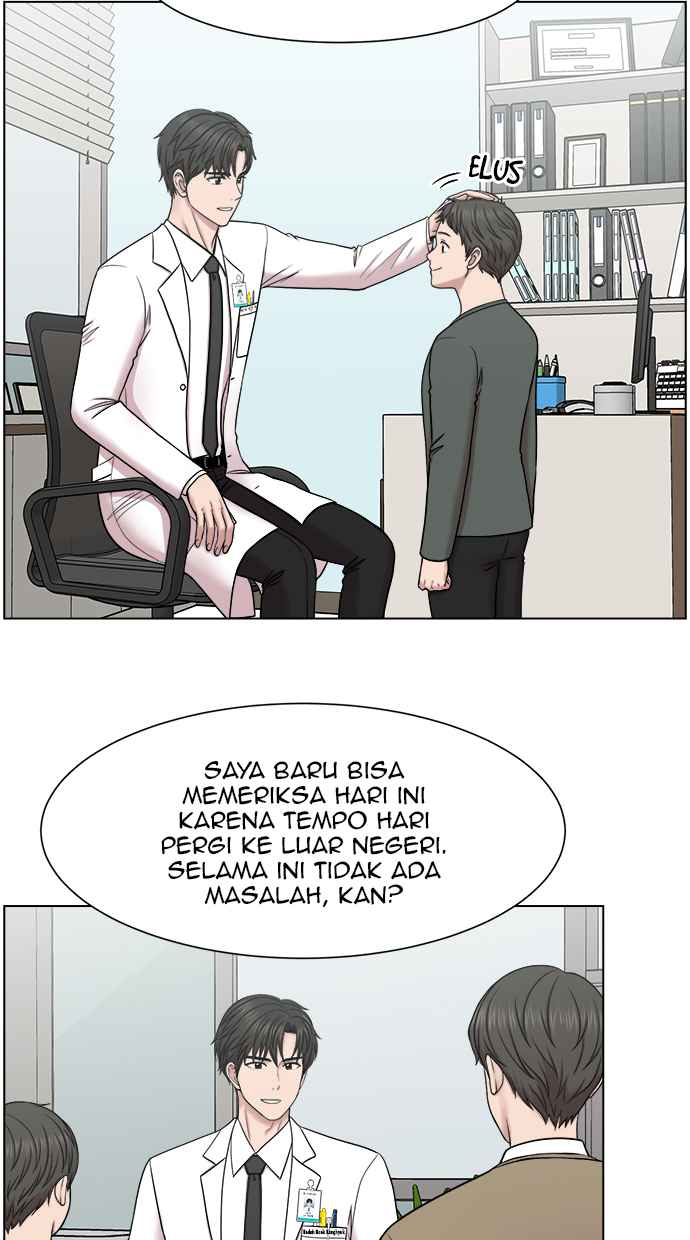 ELUS
SAYA BARU BISA
MEMERIKSA HARI INI
KARENA TEMPO HARI
PERGI KE LUAR NEGERI.
SELAMA INI TIDAK ADA
MASALAH, KAN?